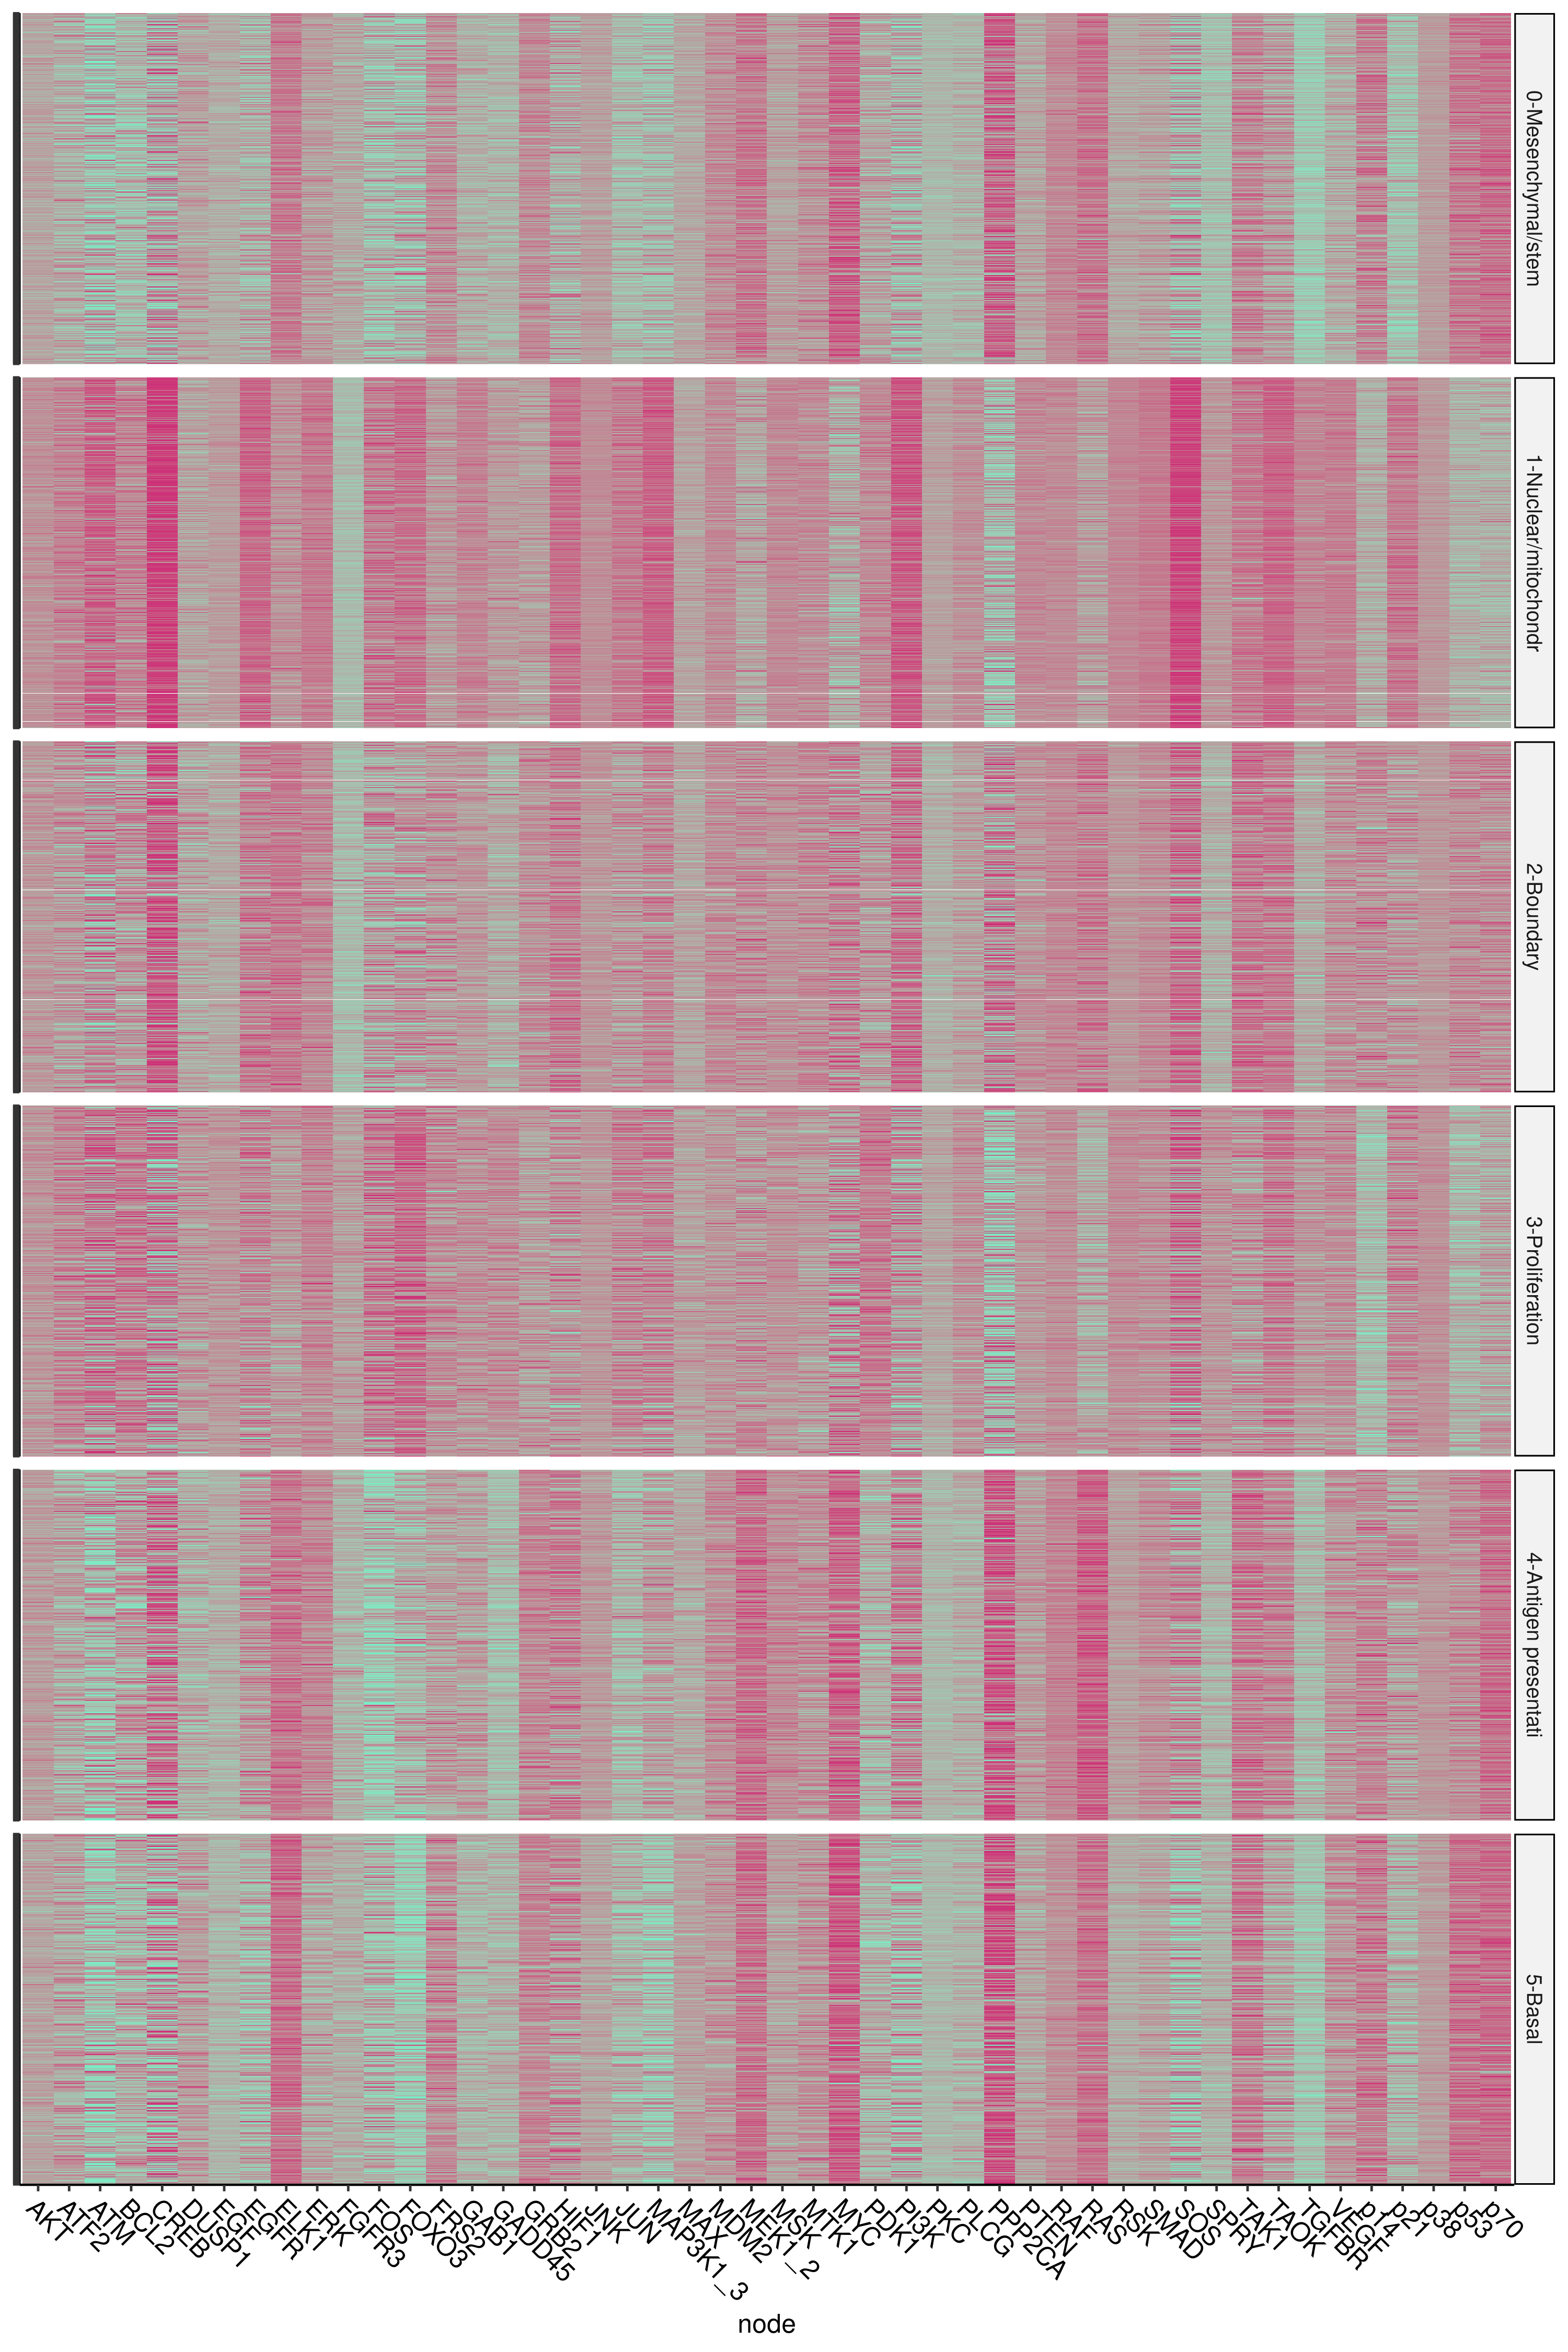 0-Mesenchymal/stem
1-Nuclear/mitochondr
2-Boundary
3-Proliferation
4-Antigen presentati
5-Basal
AKT
ATF2
ATM
BCL2
CREB
DUSP1
EGF
EGFR
ELK1
ERK
FGFR3
FOS
FOXO3
FRS2
GAB1
GADD45
GRB2
HIF1
JNK
JUN
MAP3K1_3
MAX
MDM2
MEK1_2
MSK
MTK1
MYC
PDK1
PI3K
PKC
PLCG
PPP2CA
PTEN
RAF
RAS
RSK
SMAD
SOS
SPRY
TAK1
TAOK
TGFBR
VEGF
p14
p21
p38
p53
p70
node